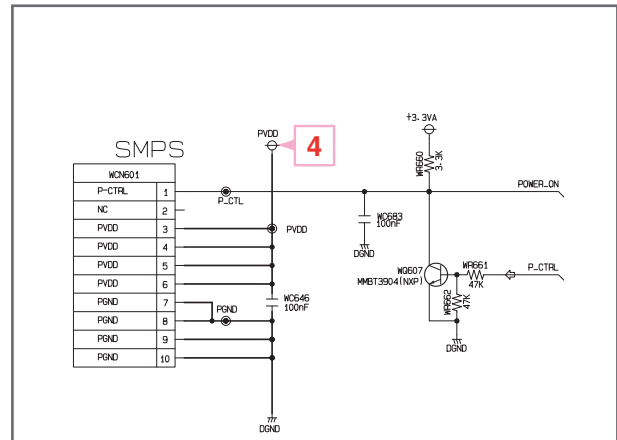 SMPS
WCN601
P-CTRL 1
NC 2
PVDD 3
PVDD 4
PVDD 5
PVDD 6
PGND 7
PGND 8
PGND 9
PGND 10
P_CTL
PVDD
4
PVDD
PGND
WC646
100nF
DGND
+3.3VA
WR660
3.3K
POWER_ON
WC683
100nF
DGND
WQ607
MMBT3904(NXP)
WR661
47K
P_CTRL
WR662
47K
DGND